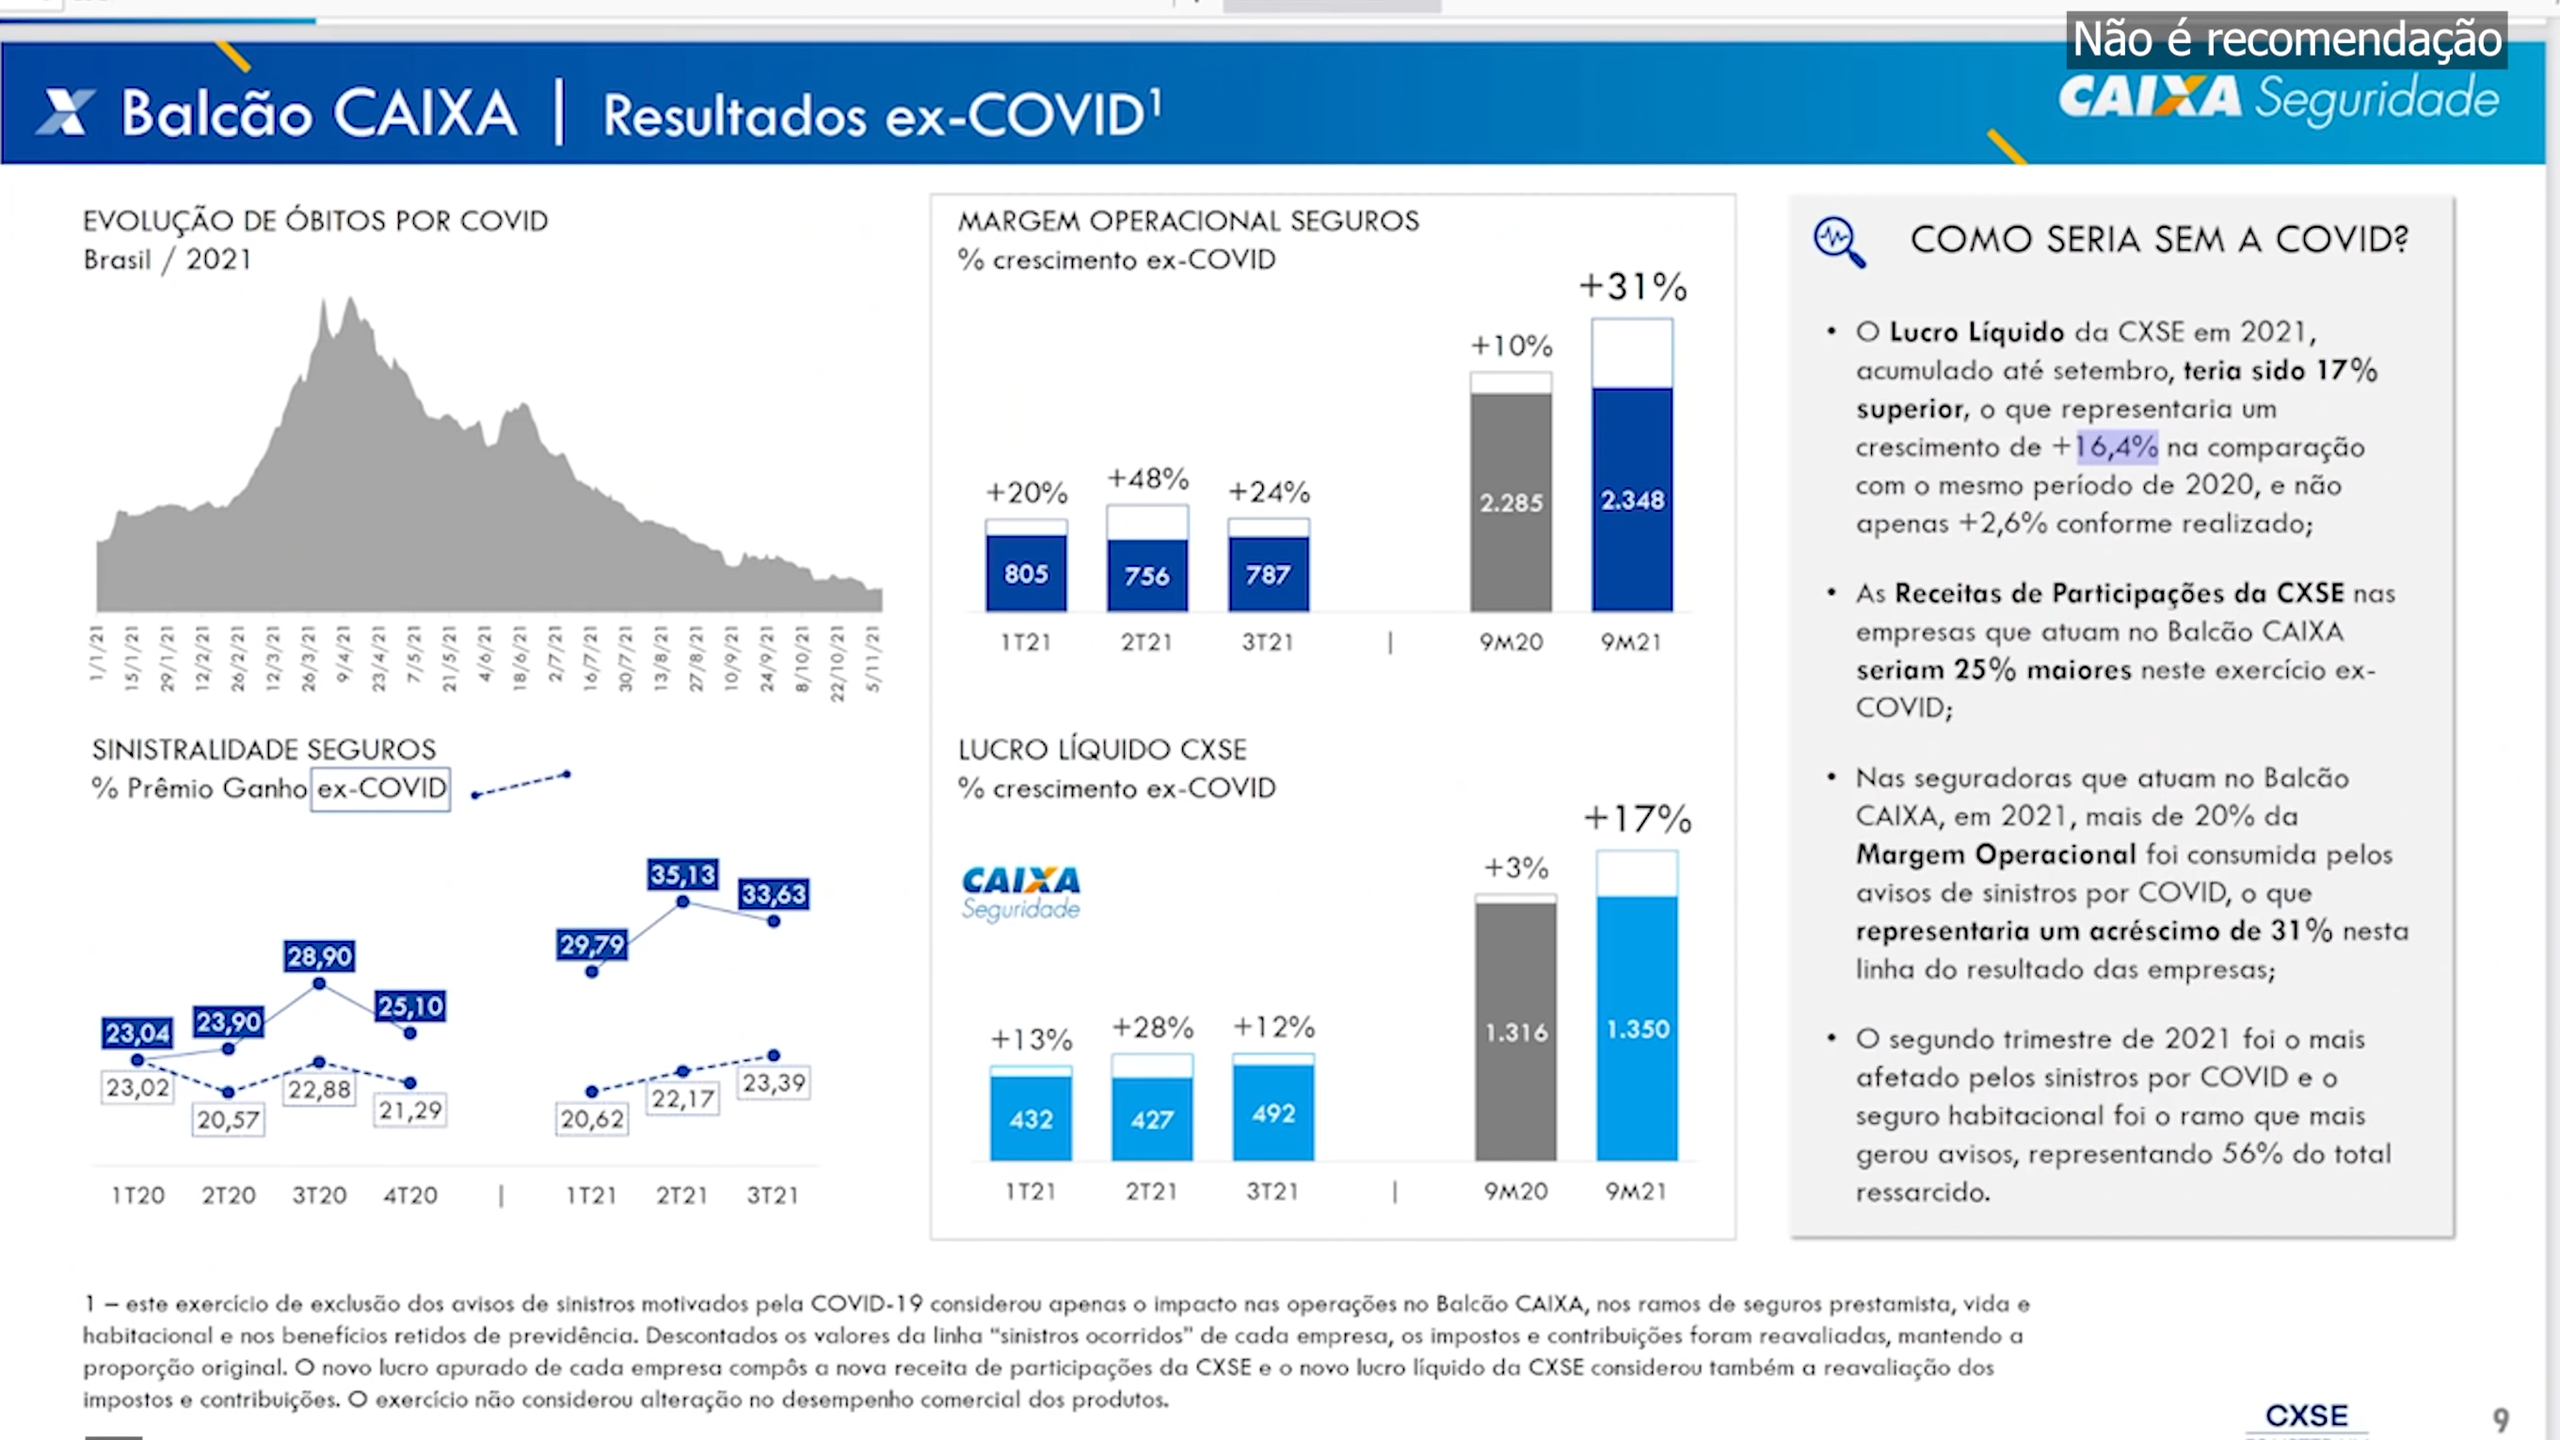 Não é recomendação
Balcão CAIXA | Resultados ex-COVID¹
CAIXA Seguridade
EVOLUÇÃO DE ÓBITOS POR COVID
Brasil / 2021
1/1/21 15/1/21 29/1/21 12/2/21 26/2/21 12/3/21 26/3/21 9/4/21 23/4/21 7/5/21 21/5/21 4/6/21 18/6/21 2/7/21 16/7/21 30/7/21 13/8/21 27/8/21 10/9/21 24/9/21 8/10/21 22/10/21 5/11/21
SINISTRALIDADE SEGUROS
% Prêmio Ganho ex-COVID
35,13
33,63
29,79
28,90
25,10
23,90
23,04
23,02
20,57
22,88
21,29
20,62
22,17
23,39
1T20 2T20 3T20 4T20 | 1T21 2T21 3T21
MARGEM OPERACIONAL SEGUROS
% crescimento ex-COVID
+31%
+10%
+20% +48% +24%
2.285 2.348
805 756 787
1T21 2T21 3T21 | 9M20 9M21
LUCRO LÍQUIDO CXSE
% crescimento ex-COVID
+17%
+3%
CAIXA
Seguridade
+13% +28% +12%
1.316 1.350
432 427 492
1T21 2T21 3T21 | 9M20 9M21
COMO SERIA SEM A COVID?
• O Lucro Líquido da CXSE em 2021,
acumulado até setembro, teria sido 17%
superior, o que representaria um
crescimento de +16,4% na comparação
com o mesmo período de 2020, e não
apenas +2,6% conforme realizado;
• As Receitas de Participações da CXSE nas
empresas que atuam no Balcão CAIXA
seriam 25% maiores neste exercício ex-
COVID;
• Nas seguradoras que atuam no Balcão
CAIXA, em 2021, mais de 20% da
Margem Operacional foi consumida pelos
avisos de sinistros por COVID, o que
representaria um acréscimo de 31% nesta
linha do resultado das empresas;
• O segundo trimestre de 2021 foi o mais
afetado pelos sinistros por COVID e o
seguro habitacional foi o ramo que mais
gerou avisos, representando 56% do total
ressarcido.
1 – este exercício de exclusão dos avisos de sinistros motivados pela COVID-19 considerou apenas o impacto nas operações no Balcão CAIXA, nos ramos de seguros prestamista, vida e
habitacional e nos benefícios retidos de previdência. Descontados os valores da linha "sinistros ocorridos" de cada empresa, os impostos e contribuições foram reavaliadas, mantendo a
proporção original. O novo lucro apurado de cada empresa compôs a nova receita de participações da CXSE e o novo lucro líquido da CXSE considerou também a reavaliação dos
impostos e contribuições. O exercício não considerou alteração no desempenho comercial dos produtos.
CXSE
9